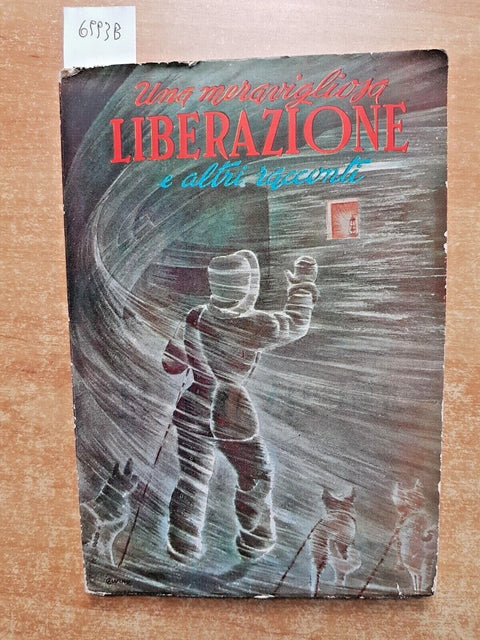 6993B
Una meravigliosa
LIBERAZIONE
e altri racconti